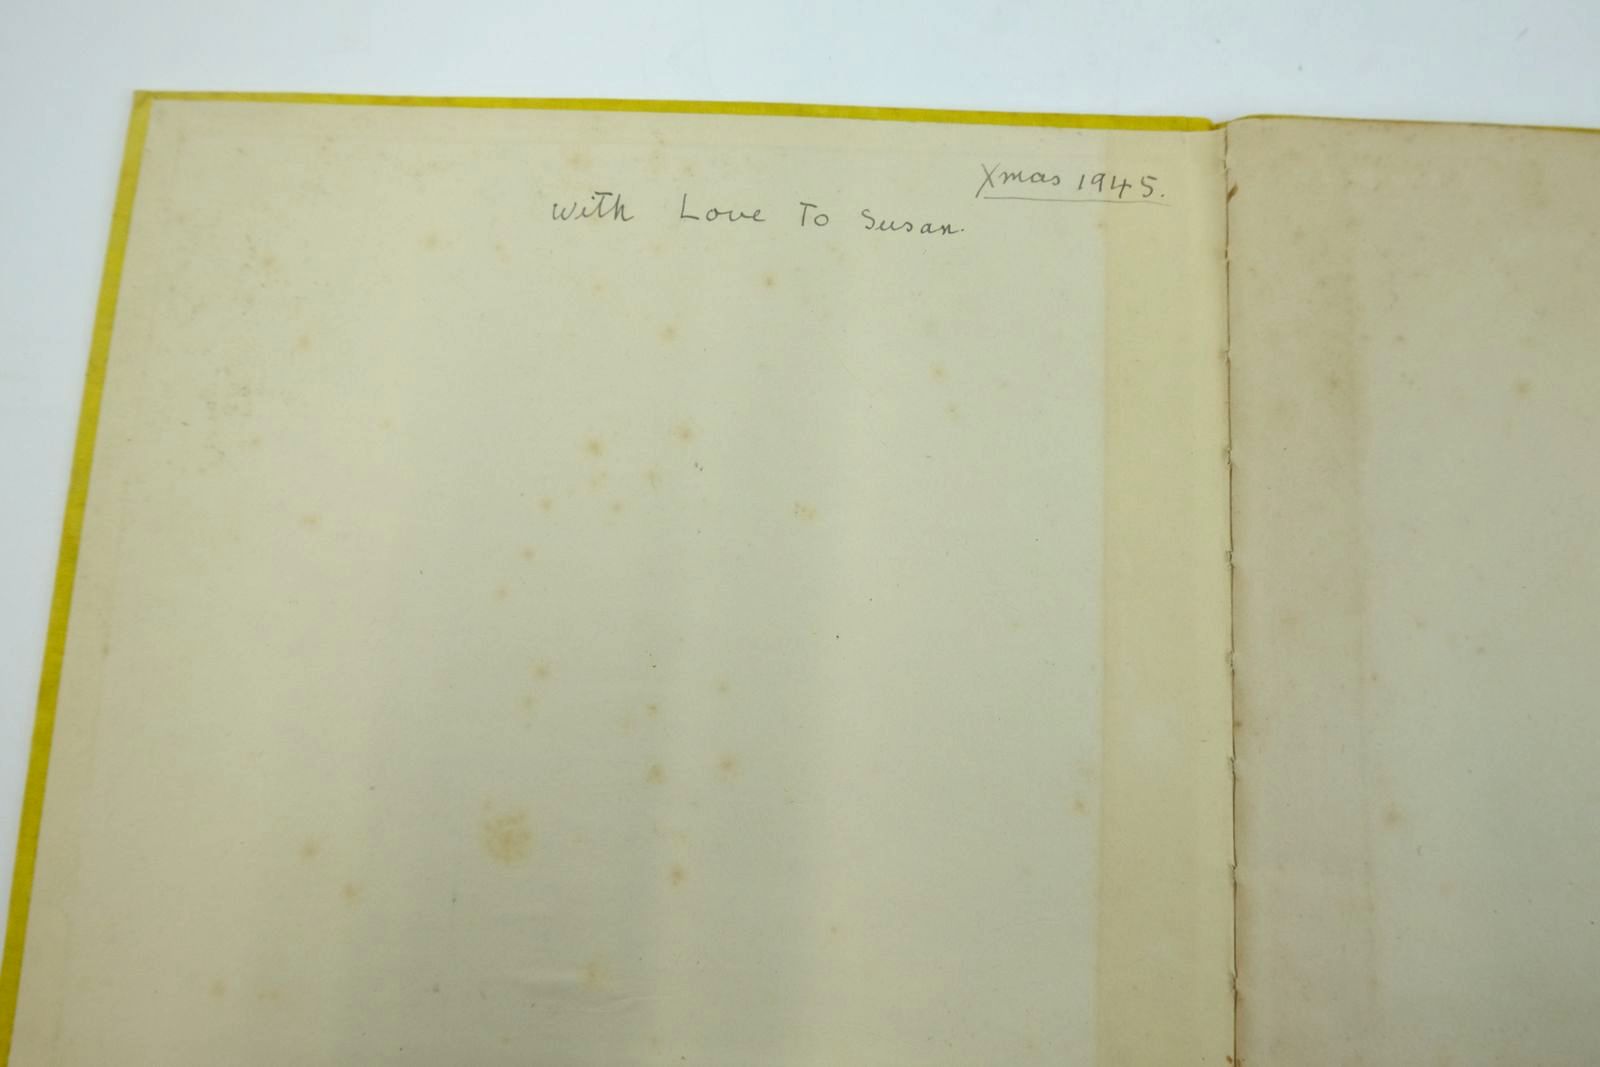 Xmas 1945.
With Love To Susan.